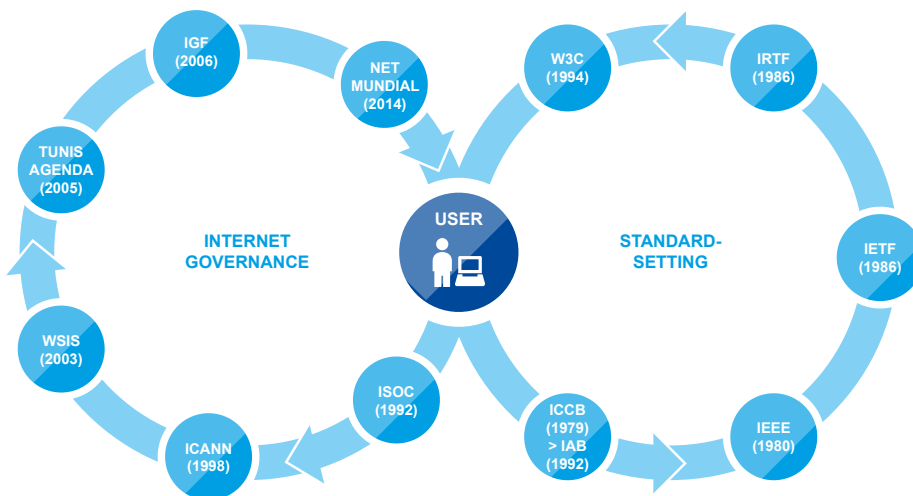 IGF
(2006)
NET
MUNDIAL
(2014)
TUNIS
AGENDA
(2005)
INTERNET
GOVERNANCE
WSIS
(2003)
ICANN
(1998)
ISOC
(1992)
USER
W3C
(1994)
IRTF
(1986)
STANDARD-
SETTING
IETF
(1986)
ICCB
(1979)
> IAB
(1992)
IEEE
(1980)